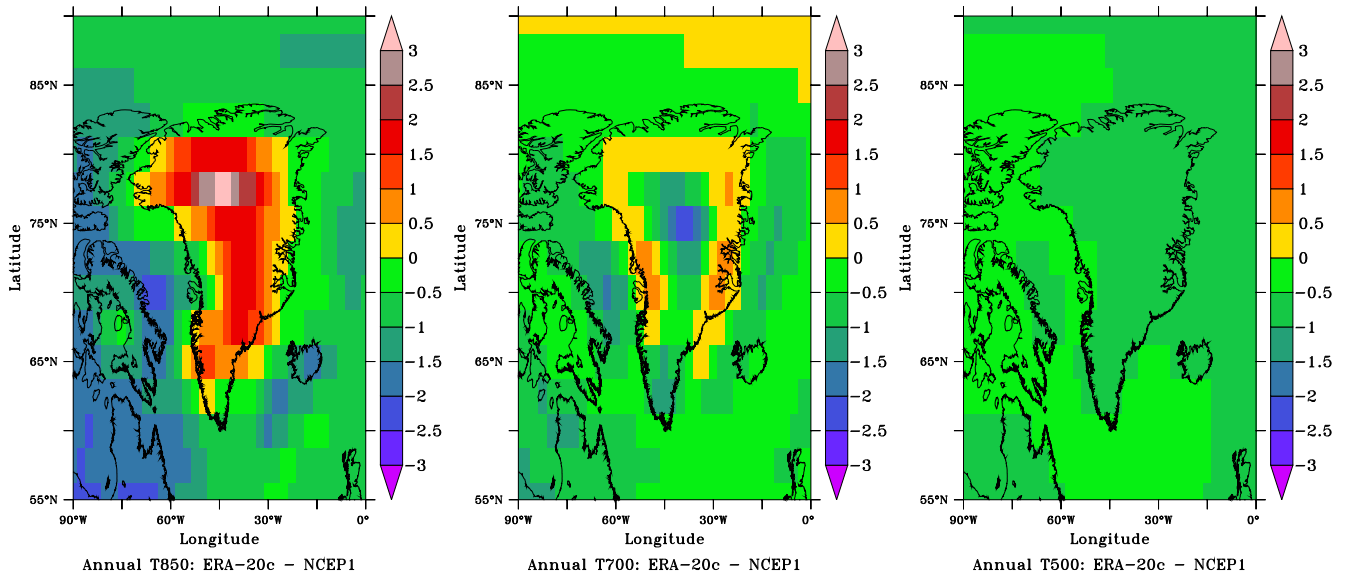 85°N
75°N
65°N
55°N
Latitude
90°W 60°W 30°W 0°
Longitude
Annual T850: ERA−20c − NCEP1
3
2.5
2
1.5
1
0.5
0
−0.5
−1
−1.5
−2
−2.5
−3
85°N
75°N
65°N
55°N
Latitude
90°W 60°W 30°W 0°
Longitude
Annual T700: ERA−20c − NCEP1
3
2.5
2
1.5
1
0.5
0
−0.5
−1
−1.5
−2
−2.5
−3
85°N
75°N
65°N
55°N
Latitude
90°W 60°W 30°W 0°
Longitude
Annual T500: ERA−20c − NCEP1
3
2.5
2
1.5
1
0.5
0
−0.5
−1
−1.5
−2
−2.5
−3